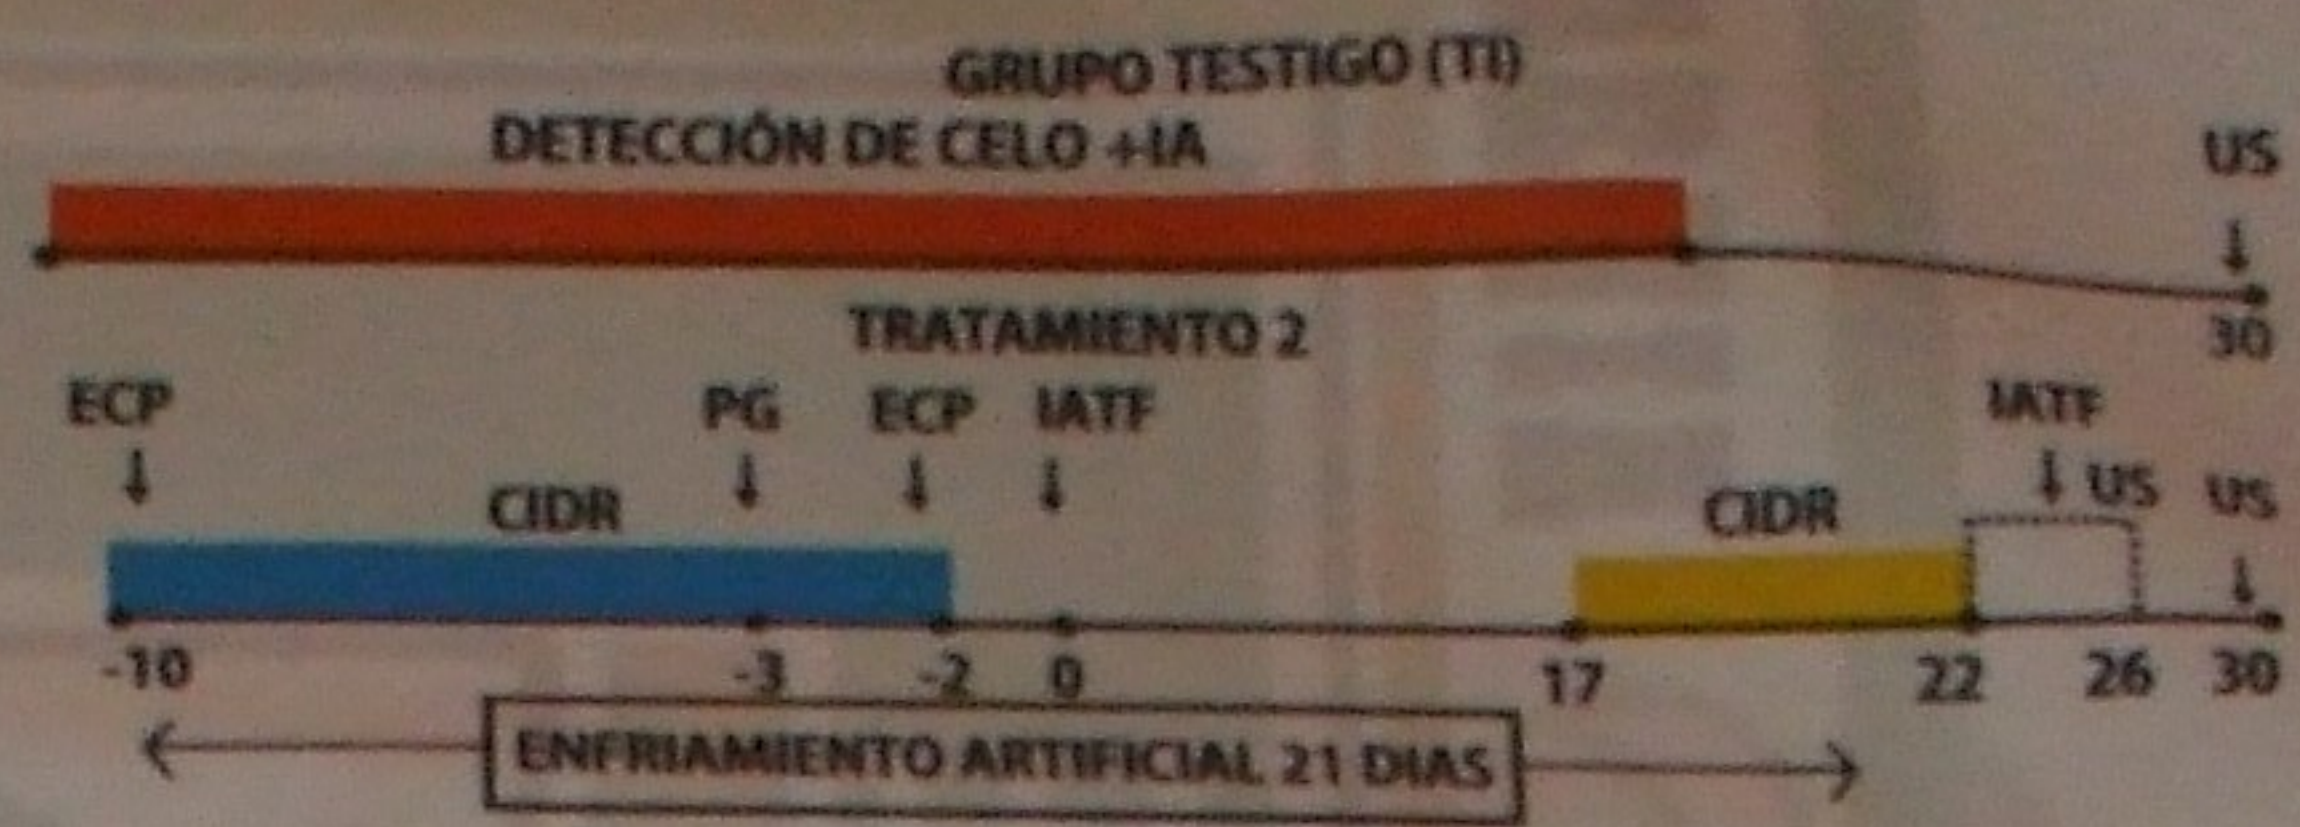 GRUPO TESTIGO (TI)
DETECCIÓN DE CELO +IA
US
30
TRATAMIENTO 2
ECP PG ECP IATF IATF
CIDR CIDR US US
-10 -3 -2 0 17 22 26 30
ENFRIAMIENTO ARTIFICIAL 21 DIAS